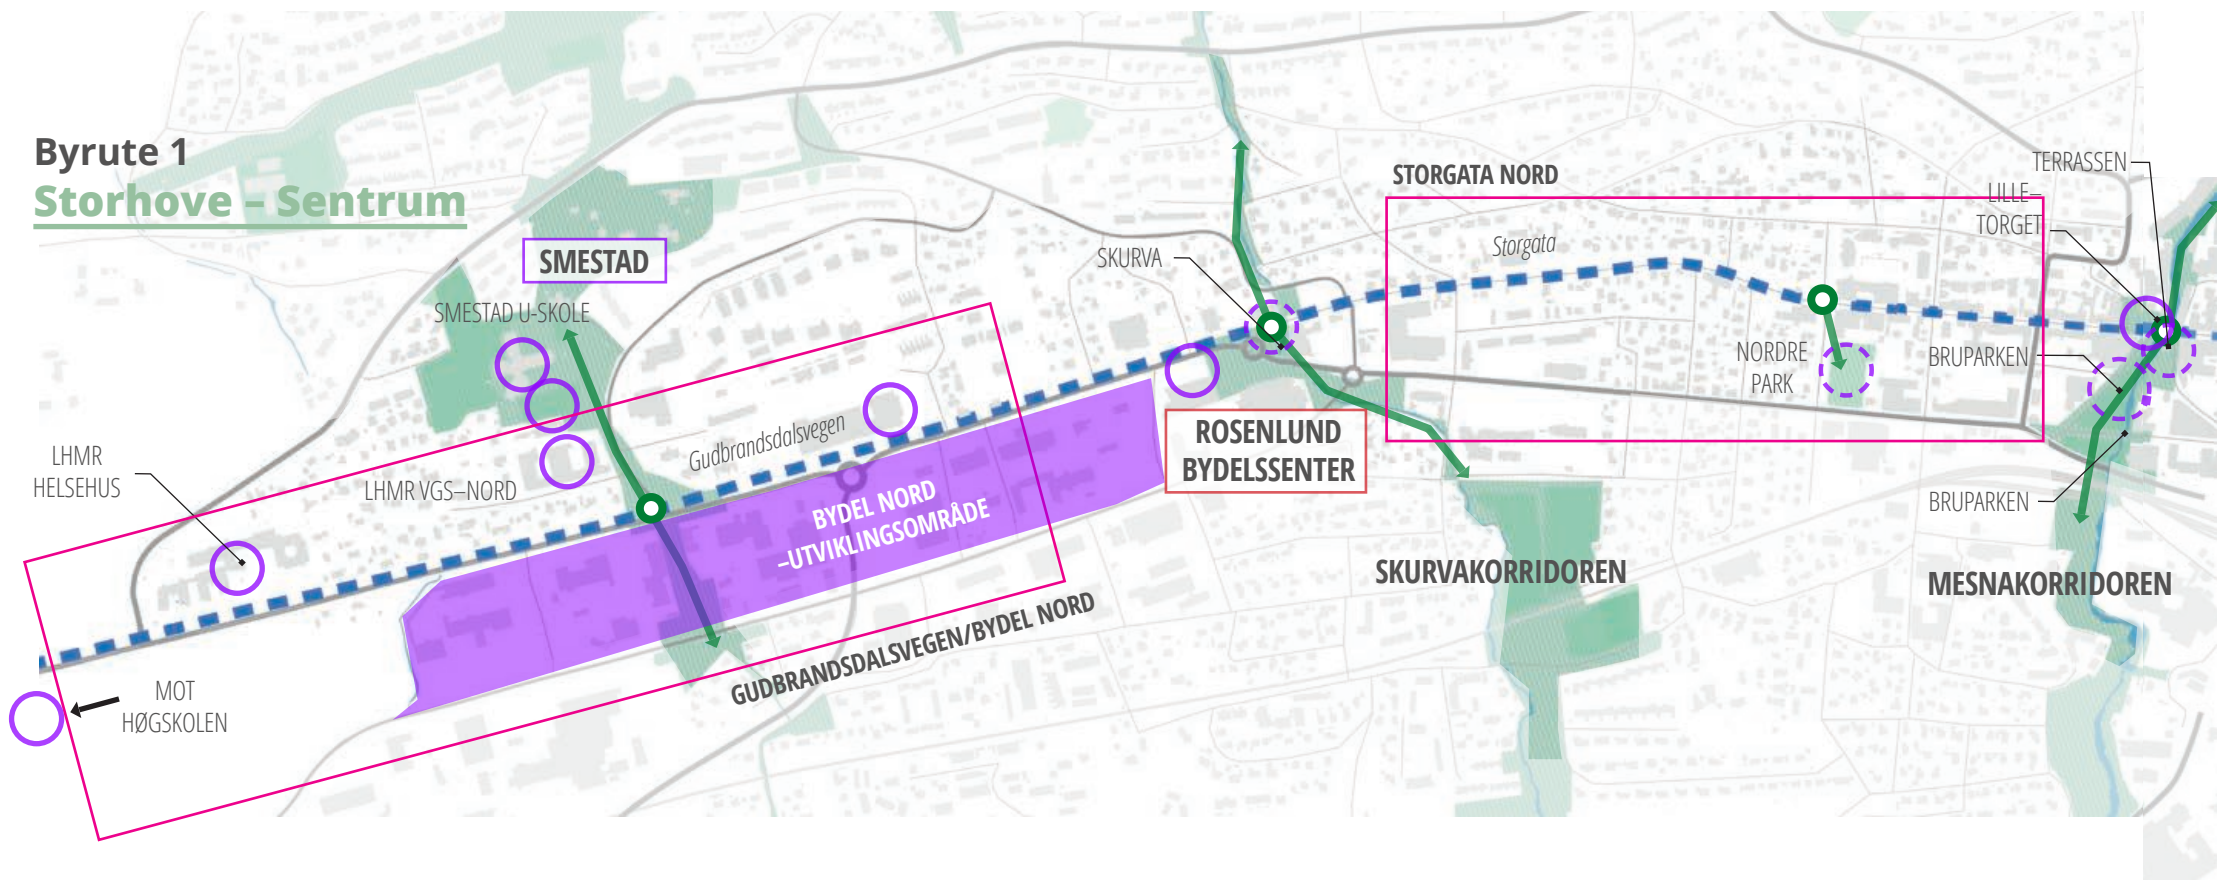 Byrute 1
Storhove – Sentrum
SMESTAD
SMESTAD U-SKOLE
LHMR
HELSEHUS
LHMR VGS–NORD
Gudbrandsdalsvegen
BYDEL NORD
–UTVIKLINGSOMRÅDE
GUDBRANDSDALSVEGEN/BYDEL NORD
MOT
HØGSKOLEN
SKURVA
ROSENLUND
BYDELSSENTER
STORGATA NORD
Storgata
NORDRE
PARK
SKURVAKORRIDOREN
TERRASSEN
LILLE–
TORGET
BRUPARKEN
BRUPARKEN
MESNAKORRIDOREN